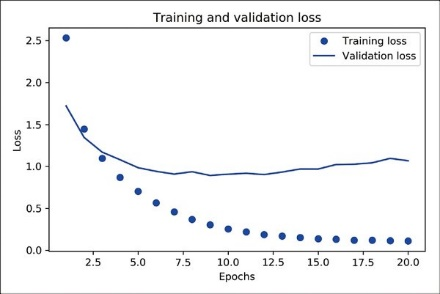 Training and validation loss
Training loss
Validation loss
2.5
2.0
1.5
1.0
0.5
0.0
Loss
2.5 5.0 7.5 10.0 12.5 15.0 17.5 20.0
Epochs